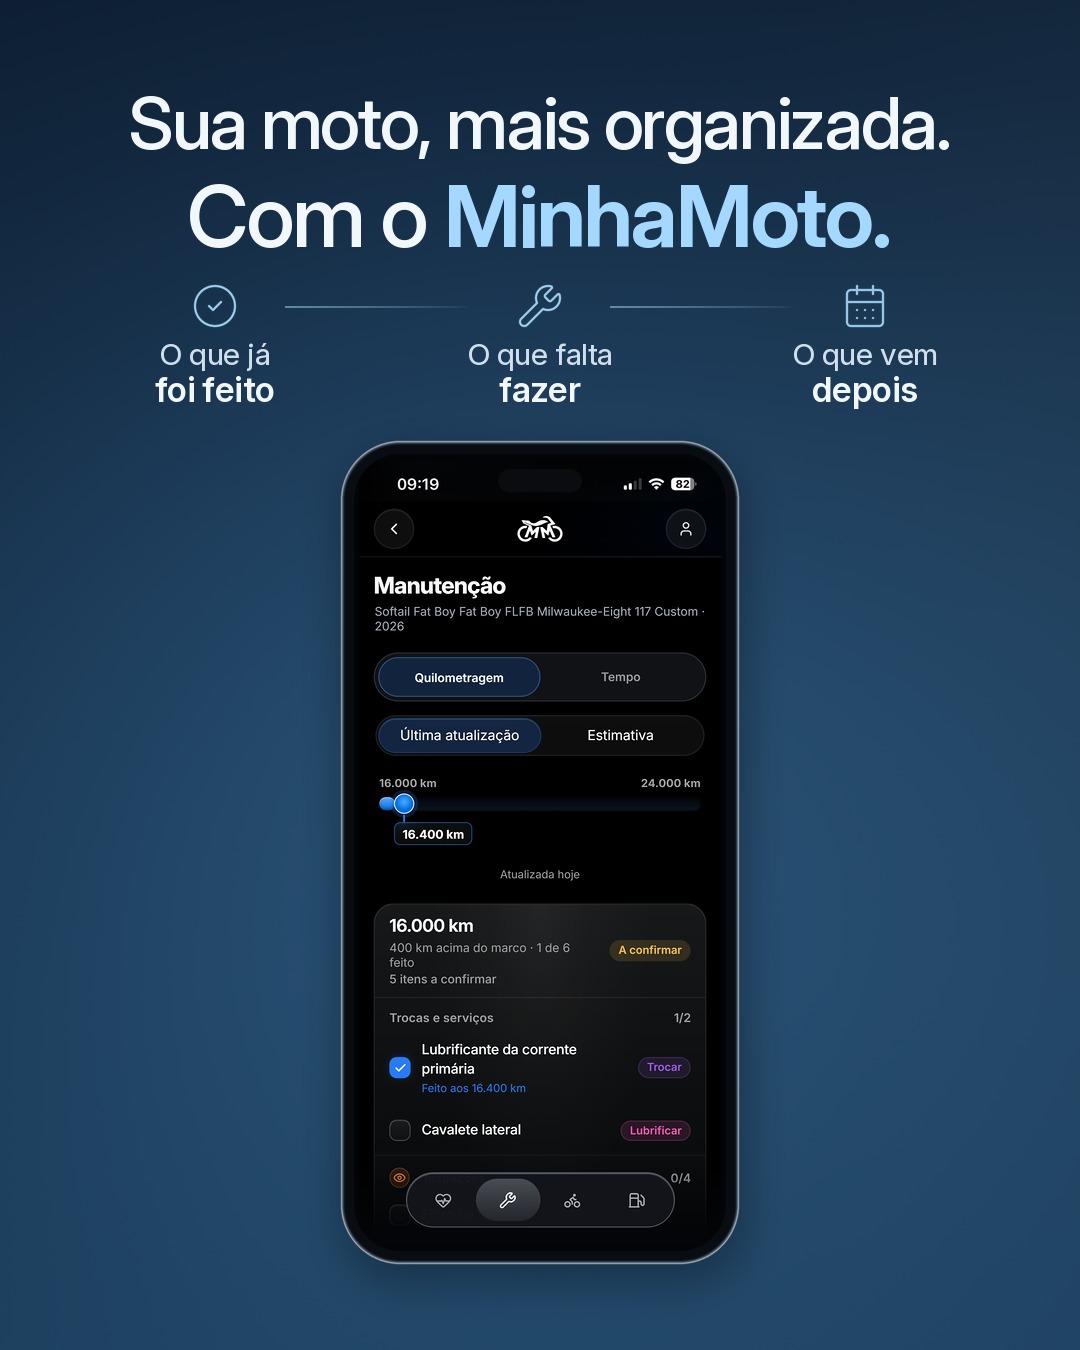 Sua moto, mais organizada.
Com o MinhaMoto.
O que já
foi feito
O que falta
fazer
O que vem
depois
09:19
82
MM
Manutenção
Softail Fat Boy Fat Boy FLFB Milwaukee-Eight 117 Custom ·
2026
Quilometragem
Tempo
Última atualização
Estimativa
16.000 km
24.000 km
16.400 km
Atualizada hoje
16.000 km
400 km acima do marco · 1 de 6
feito
5 itens a confirmar
A confirmar
Trocas e serviços
1/2
Lubrificante da corrente
primária
Feito aos 16.400 km
Trocar
Cavalete lateral
Lubrificar
0/4